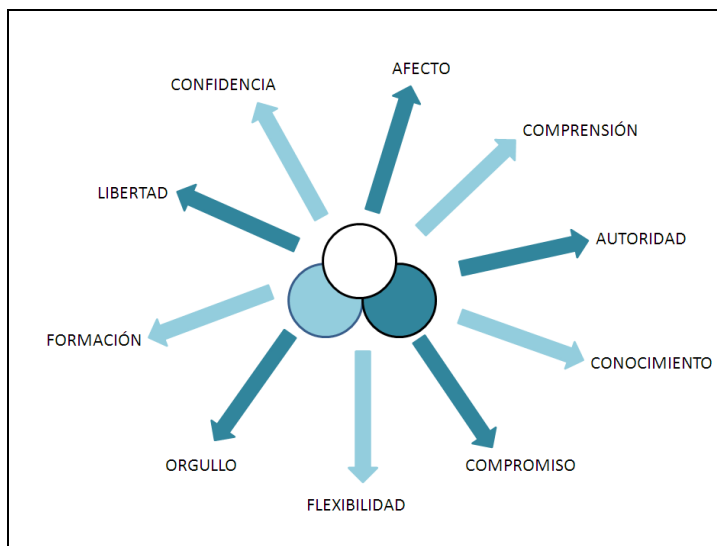 AFECTO
CONFIDENCIA
COMPRENSIÓN
LIBERTAD
AUTORIDAD
FORMACIÓN
CONOCIMIENTO
ORGULLO
COMPROMISO
FLEXIBILIDAD